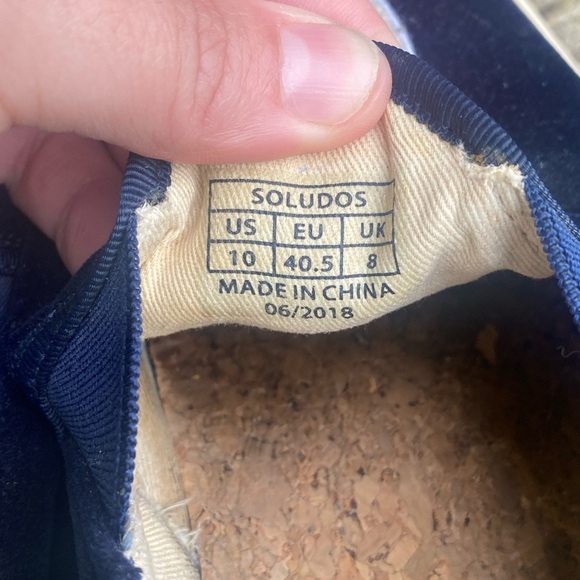 SOLUDOS
US EU UK
10 40.5 8
MADE IN CHINA
06/2018